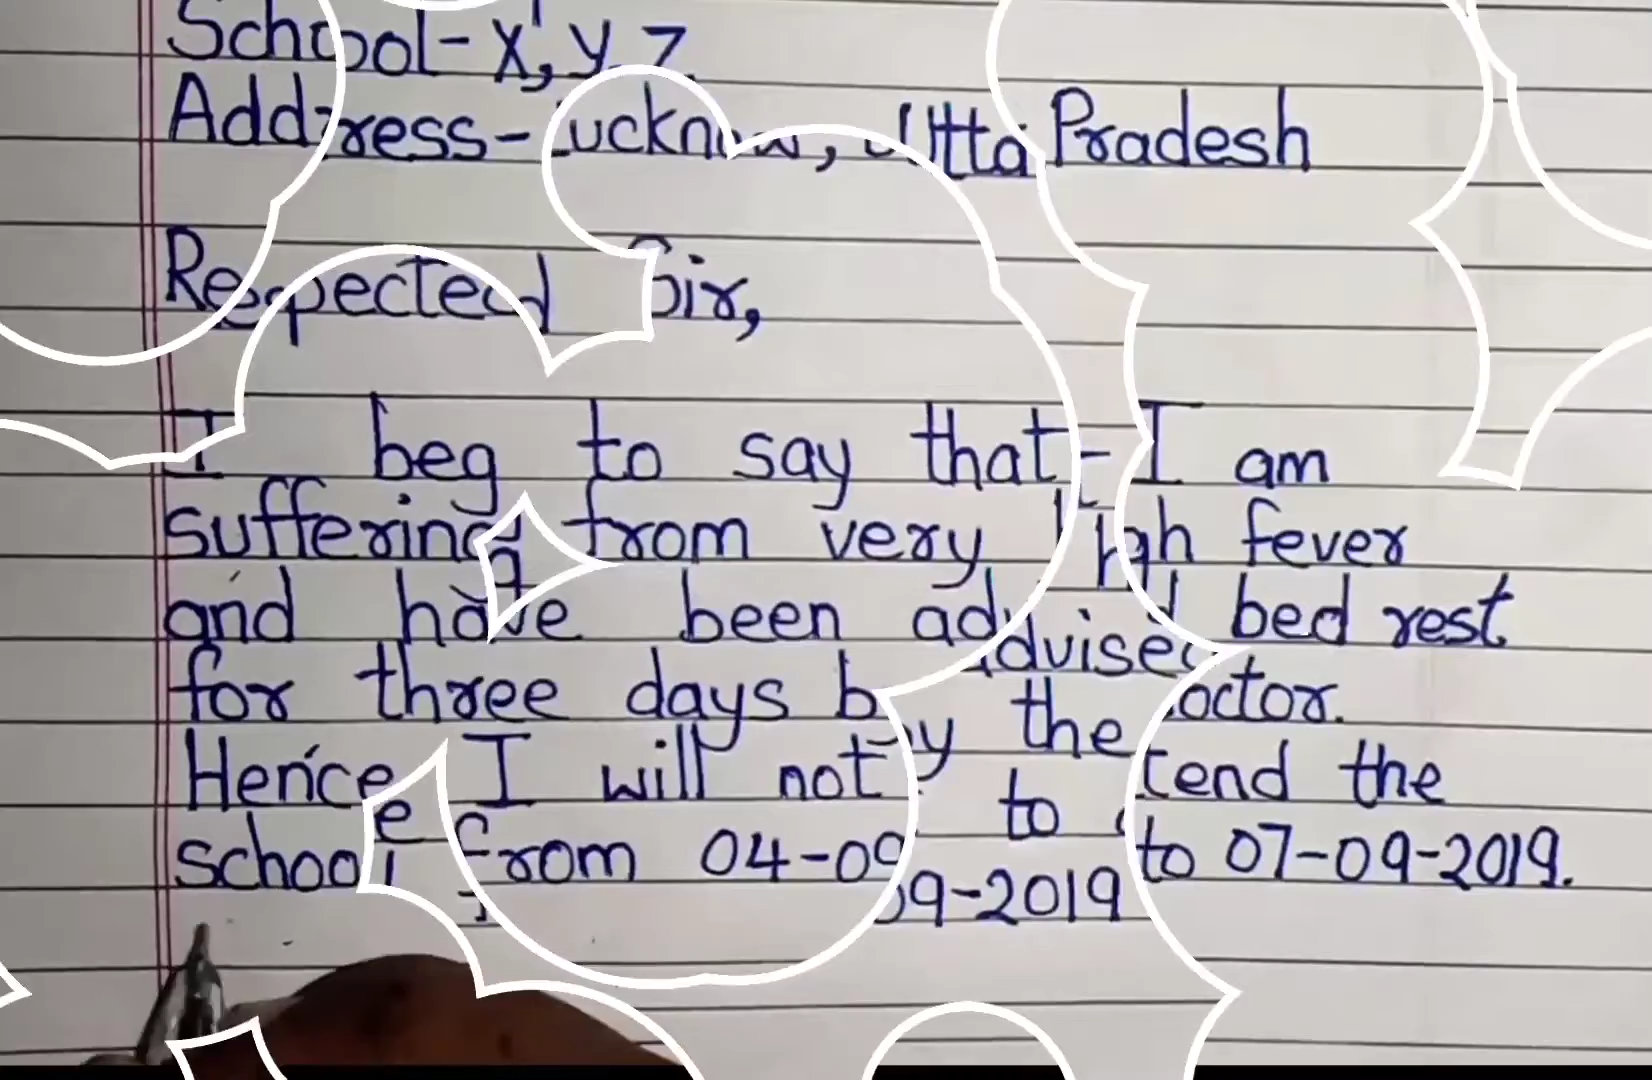 School- X, Y, Z
Address- Lucknow, Utta Pradesh
Respected Sir,
I beg to say that- I am
suffering from very high fever
and have been advised bed rest
for three days by the doctor.
Hence I will not to attend the
school from 04-09-2019 to 07-09-2019.